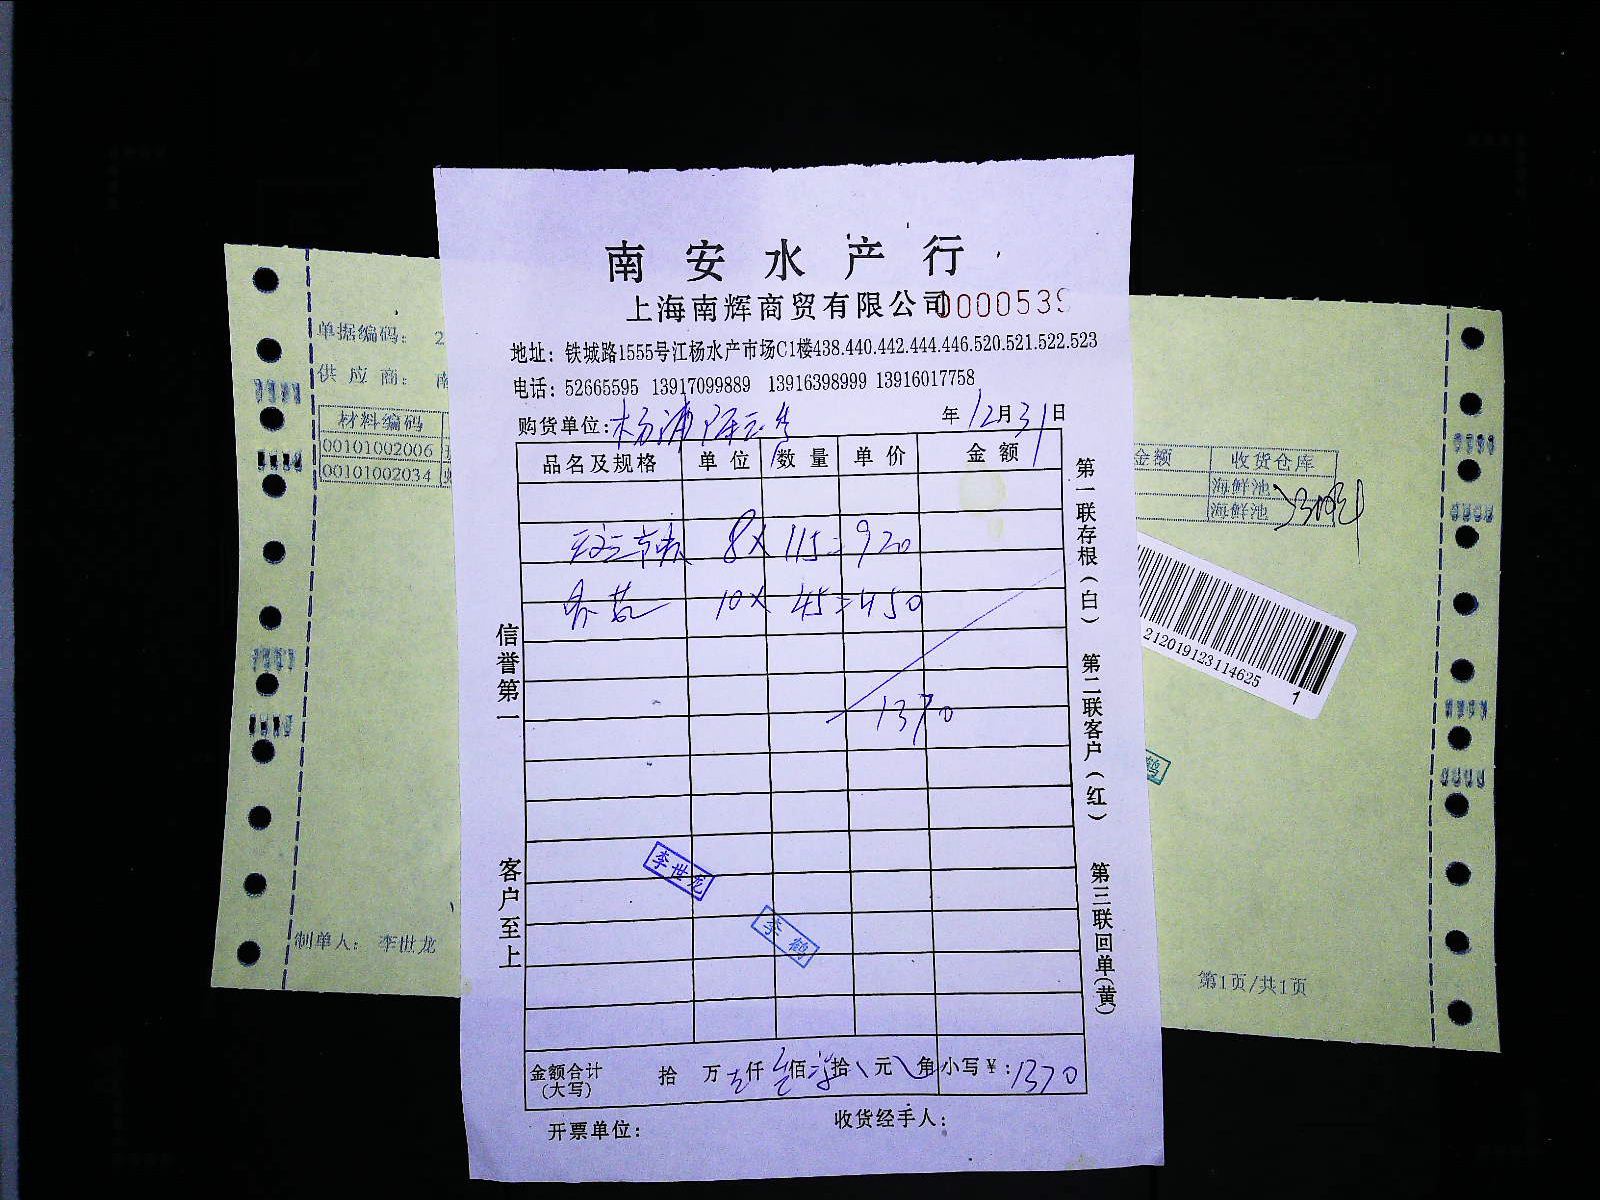 南安水产行
上海南辉商贸有限公司 0000539
地址：铁城路1555号江杨水产市场C1楼438.440.442.444.446.520.521.522.523
电话：52665595 13917099889 13916398999 13916017758
购货单位：杨浦
年12月31日
品名及规格 单位 数量 单价 金额
8× 115=920
10× 45=450
1370
金额合计 拾 万 仟 佰 拾 元 角 小写￥：1370
(大写)
开票单位： 收货经手人：
信誉第一
客户至上
第一联存根（白） 第二联客户（红） 第三联回单（黄）
李世龙
李鹤
单据编码： 2
供应商： 南
材料编码
00101002006
00101002034
制单人： 李世龙
金额 收货仓库
海鲜池
海鲜池
212019123114625
1
鹤
第1页/共1页